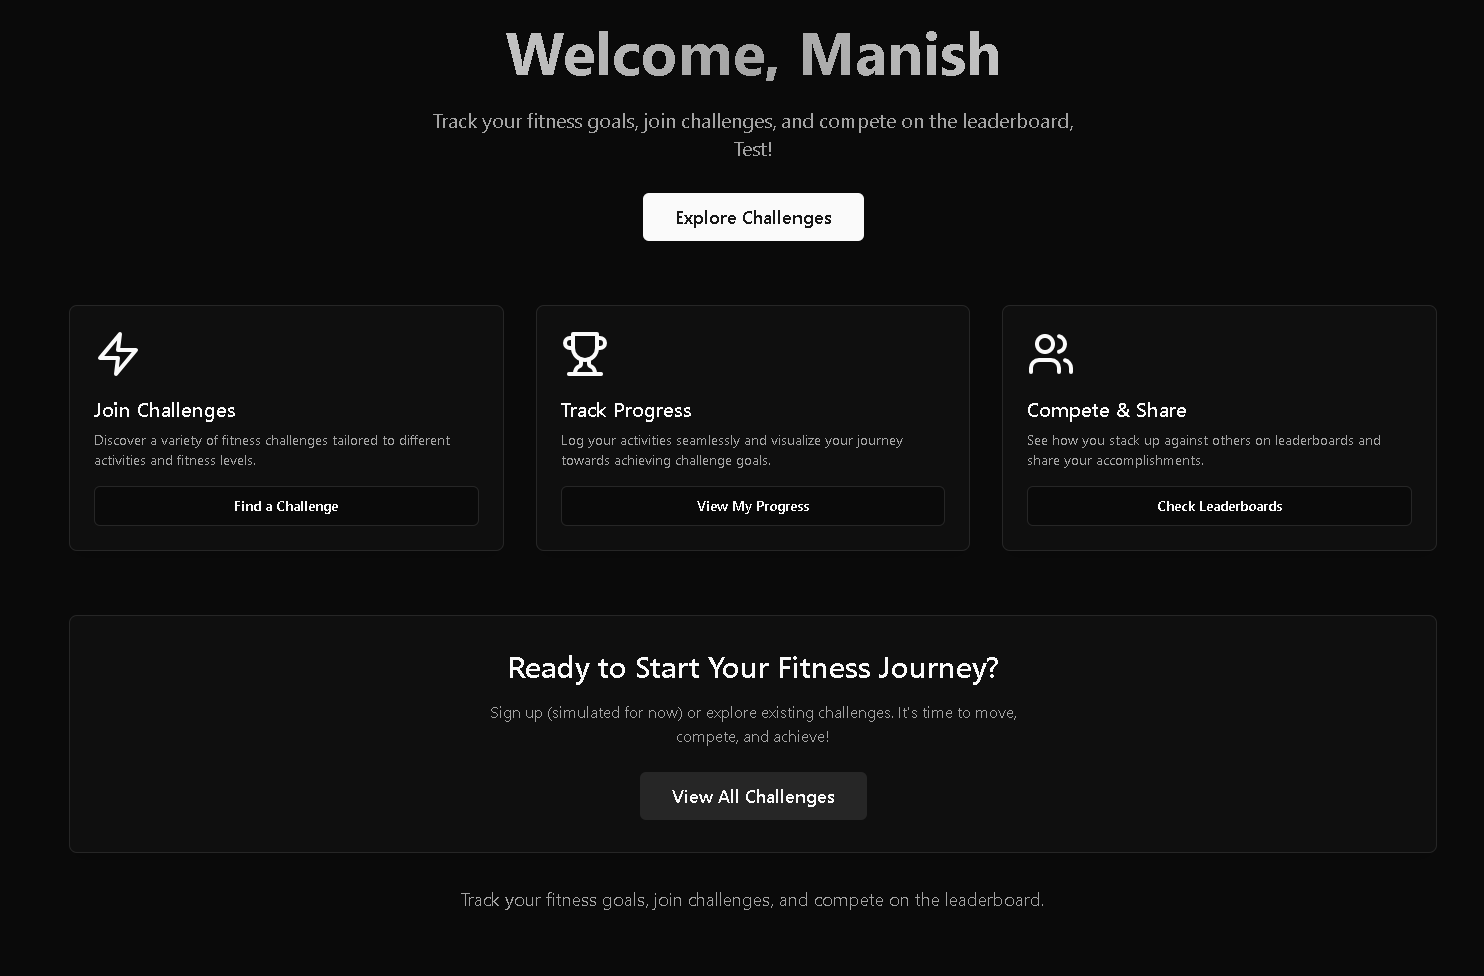 Welcome, Manish
Track your fitness goals, join challenges, and compete on the leaderboard,
Test!
Explore Challenges
Join Challenges
Discover a variety of fitness challenges tailored to different
activities and fitness levels.
Find a Challenge
Track Progress
Log your activities seamlessly and visualize your journey
towards achieving challenge goals.
View My Progress
Compete & Share
See how you stack up against others on leaderboards and
share your accomplishments.
Check Leaderboards
Ready to Start Your Fitness Journey?
Sign up (simulated for now) or explore existing challenges. It's time to move,
compete, and achieve!
View All Challenges
Track your fitness goals, join challenges, and compete on the leaderboard.